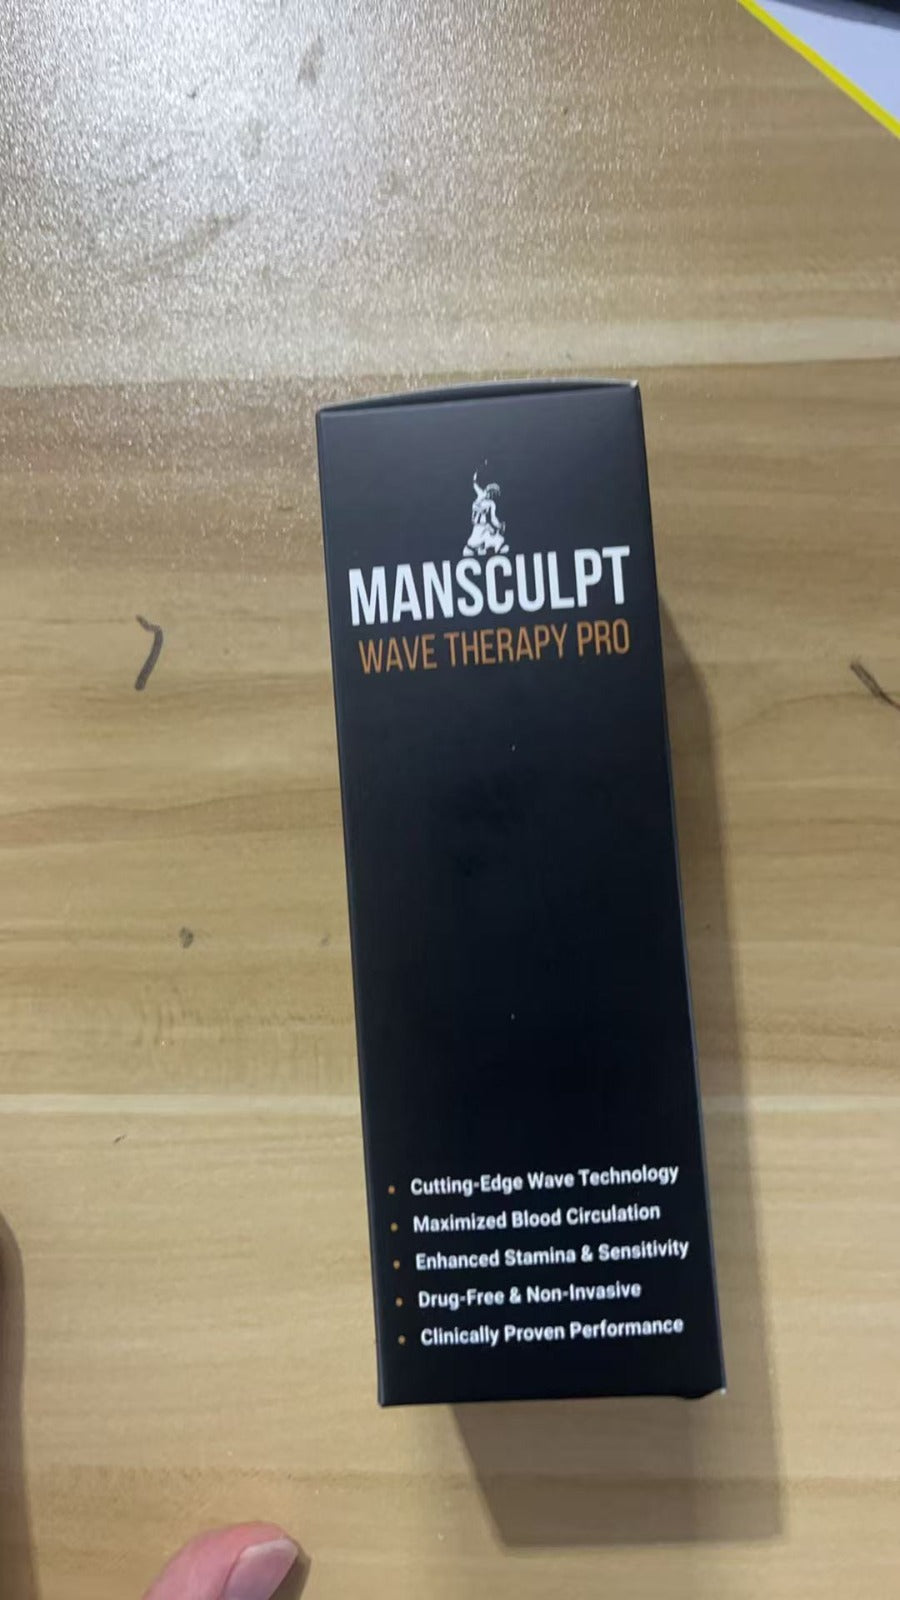 MANSCULPT
WAVE THERAPY PRO
• Cutting-Edge Wave Technology
• Maximized Blood Circulation
• Enhanced Stamina & Sensitivity
• Drug-Free & Non-Invasive
• Clinically Proven Performance